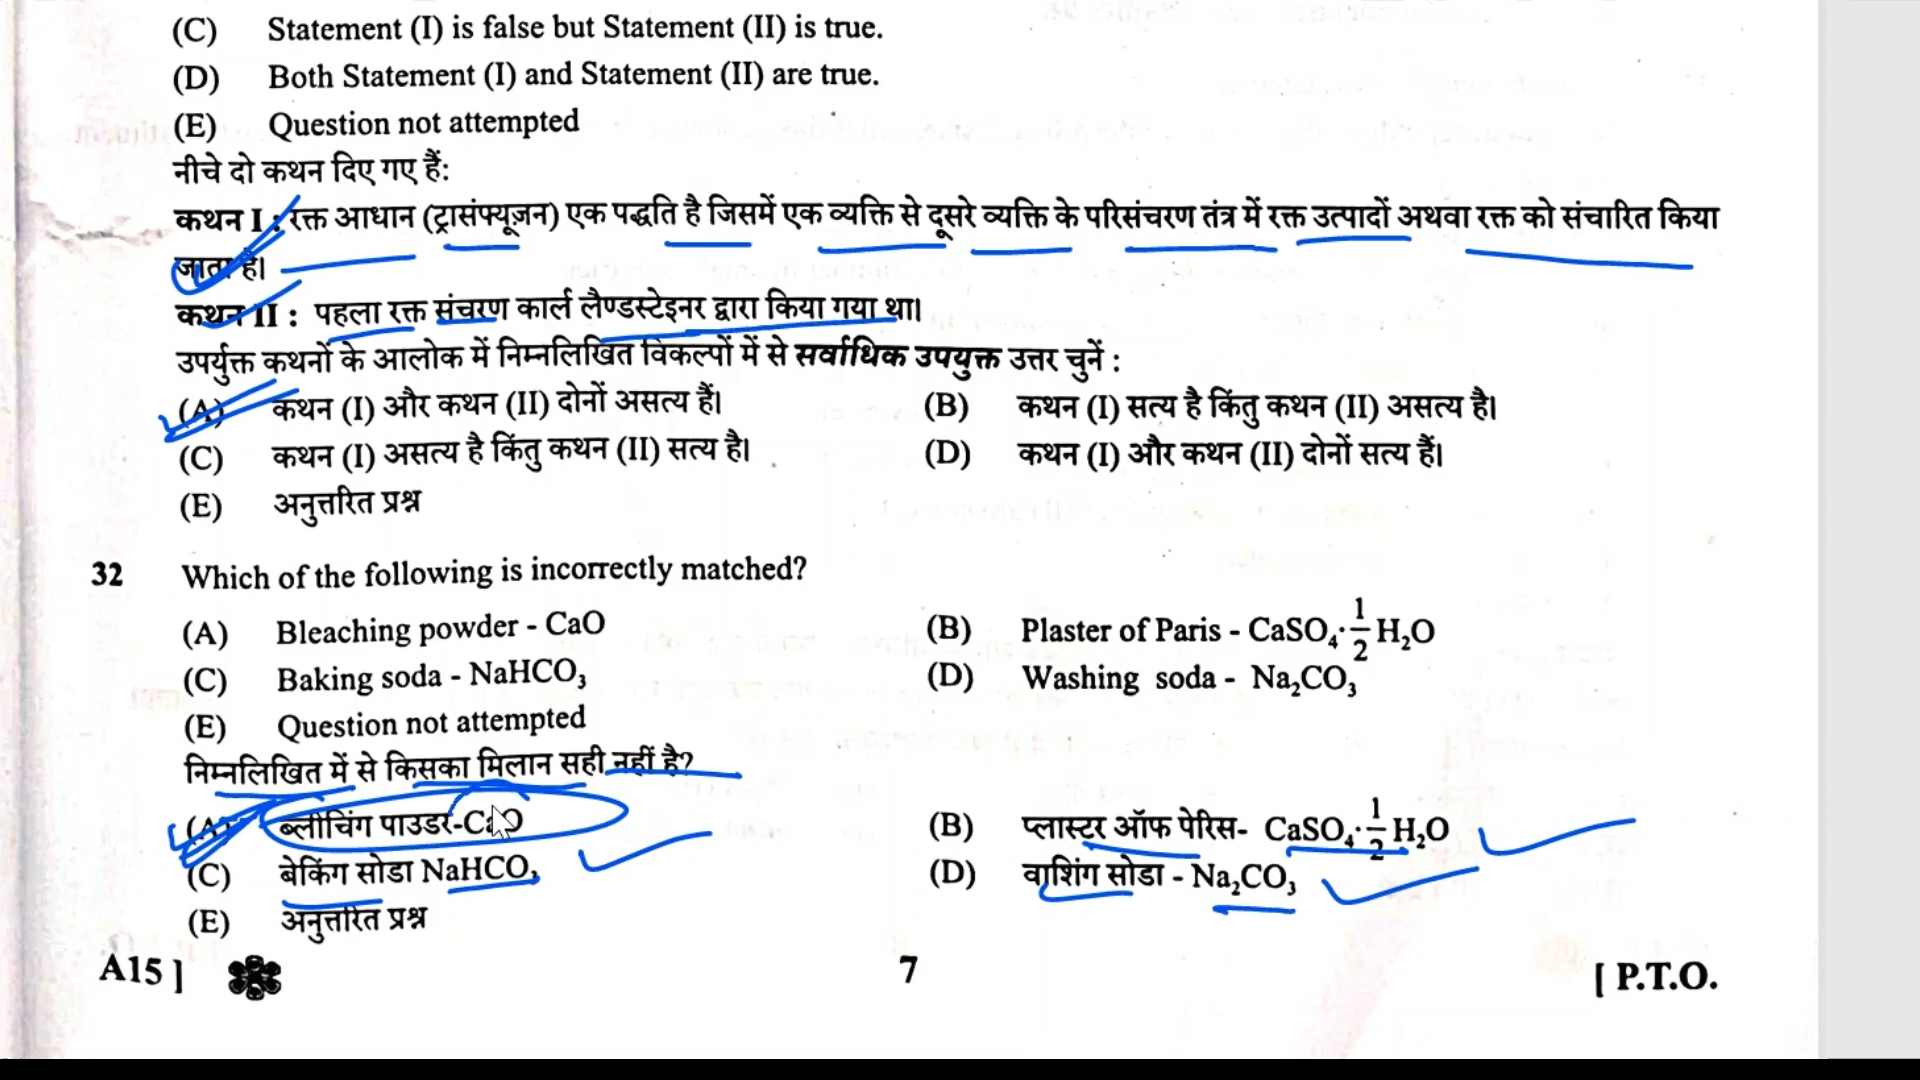 (C) Statement (I) is false but Statement (II) is true.
(D) Both Statement (I) and Statement (II) are true.
(E) Question not attempted
नीचे दो कथन दिए गए हैं:
कथन I : रक्त आधान (ट्रासंफ्यूज़न) एक पद्धति है जिसमें एक व्यक्ति से दूसरे व्यक्ति के परिसंचरण तंत्र में रक्त उत्पादों अथवा रक्त को संचारित किया
जाता है।
कथन II : पहला रक्त संचरण कार्ल लैण्डस्टेइनर द्वारा किया गया था।
उपर्युक्त कथनों के आलोक में निम्नलिखित विकल्पों में से सर्वाधिक उपयुक्त उत्तर चुनें :
(A) कथन (I) और कथन (II) दोनों असत्य हैं। (B) कथन (I) सत्य है किंतु कथन (II) असत्य है।
(C) कथन (I) असत्य है किंतु कथन (II) सत्य है। (D) कथन (I) और कथन (II) दोनों सत्य हैं।
(E) अनुत्तरित प्रश्न
32 Which of the following is incorrectly matched?
(A) Bleaching powder - CaO (B) Plaster of Paris - CaSO₄·½H₂O
(C) Baking soda - NaHCO₃ (D) Washing soda - Na₂CO₃
(E) Question not attempted
निम्नलिखित में से किसका मिलान सही नहीं है?
(A) ब्लीचिंग पाउडर-CaO (B) प्लास्टर ऑफ पेरिस- CaSO₄·½H₂O
(C) बेकिंग सोडा NaHCO₃ (D) वाशिंग सोडा - Na₂CO₃
(E) अनुत्तरित प्रश्न
A15 ] 7 [ P.T.O.